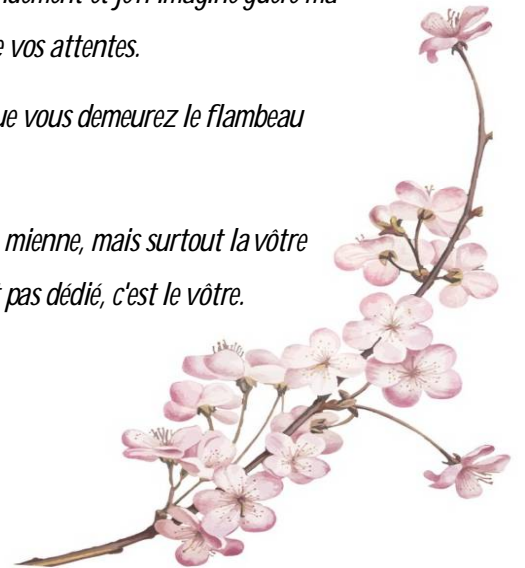 et j'en imagine guère ma
e vos attentes.
ue vous demeurez le flambeau
mienne, mais surtout la vôtre
t pas dédié, c'est le vôtre.